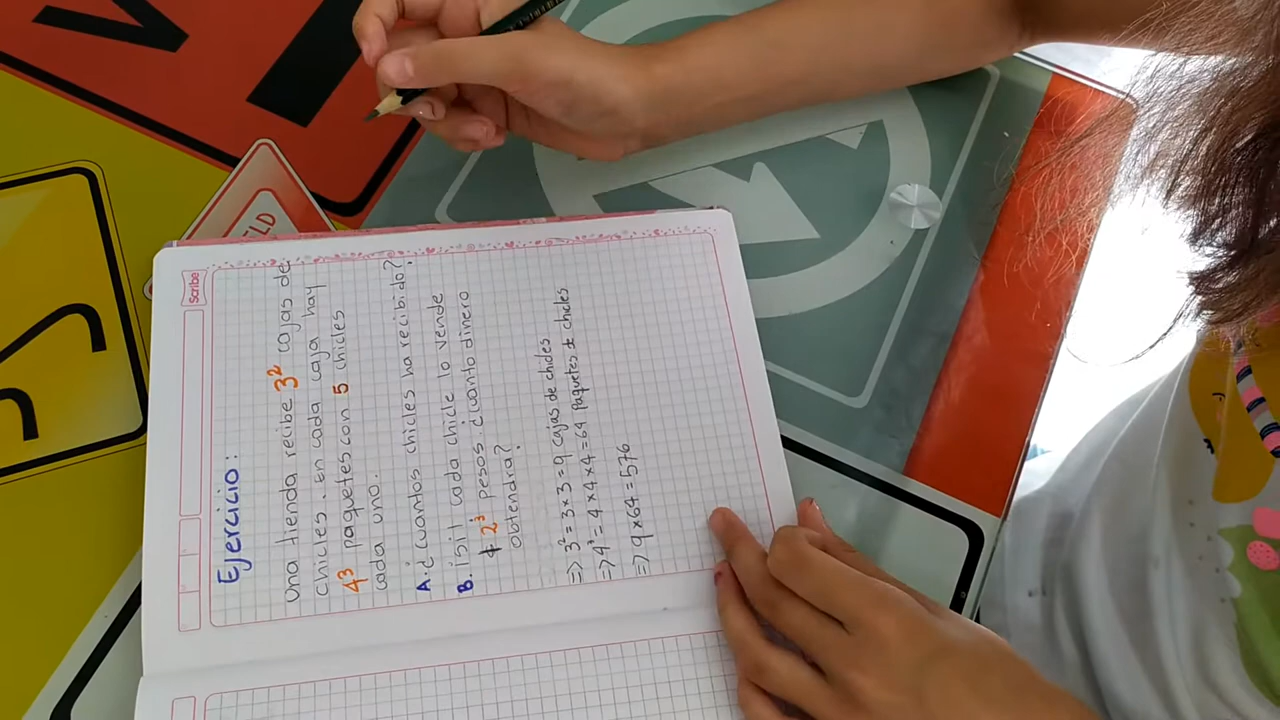 Scribe
Ejercicio:
una tienda recibe 3² cajas de
chicles. en cada caja hay
4³ paquetes con 5 chicles
cada uno.
A. ¿cuantos chicles ha recibido?
B. cada chicle lo vende
2³ pesos ¿cuanto dinero
obtendra?
=> 3² = 3 x 3 = 9 cajas de chicles
=> 4³ = 4 x 4 x 4 = 64 paquetes de chicles
=> 9 x 64 = 576